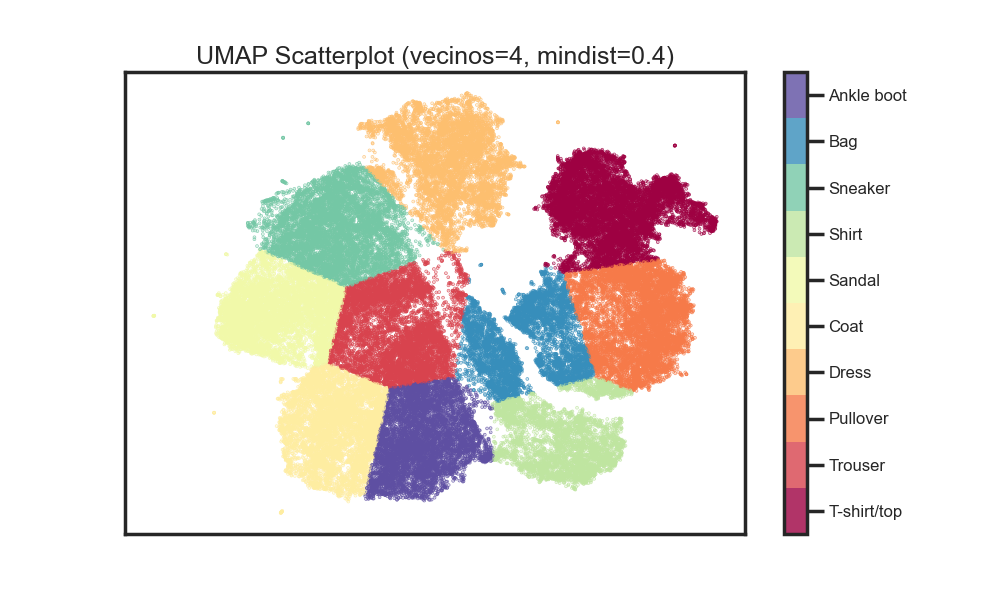 UMAP Scatterplot (vecinos=4, mindist=0.4)
Ankle boot
Bag
Sneaker
Shirt
Sandal
Coat
Dress
Pullover
Trouser
T-shirt/top